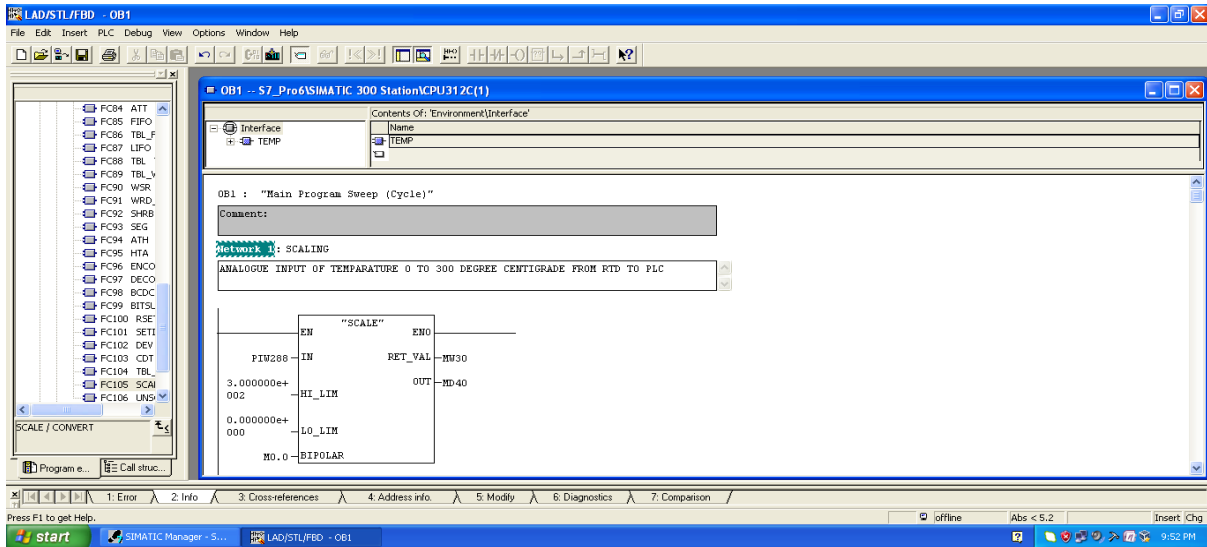 LAD/STL/FBD - OB1
File Edit Insert PLC Debug View Options Window Help
FC84 ATT
FC85 FIFO
FC86 TBL_F
FC87 LIFO
FC88 TBL
FC89 TBL_V
FC90 WSR
FC91 WRD_
FC92 SHRB
FC93 SEG
FC94 ATH
FC95 HTA
FC96 ENCO
FC97 DECO
FC98 BCDC
FC99 BITSU
FC100 RSE
FC101 SETI
FC102 DEV
FC103 CDT
FC104 TBL_
FC105 SCAI
FC106 UNS
SCALE / CONVERT
Program e... Call struc...
OB1 -- S7_Pro6\SIMATIC 300 Station\CPU312C(1)
Contents Of: 'Environment\Interface'
Interface
TEMP
Name
TEMP
OB1 : "Main Program Sweep (Cycle)"
Comment:
Network 1: SCALING
ANALOGUE INPUT OF TEMPARATURE 0 TO 300 DEGREE CENTIGRADE FROM RTD TO PLC
"SCALE"
EN ENO
PIW288 IN RET_VAL MW30
3.000000e+ OUT MD40
002 HI_LIM
0.000000e+
000 LO_LIM
M0.0 BIPOLAR
1: Error 2: Info 3: Cross-references 4: Address info. 5: Modify 6: Diagnostics 7: Comparison
Press F1 to get Help. offline Abs < 5.2 Insert Chg
start SIMATIC Manager - S... LAD/STL/FBD - OB1 9:52 PM